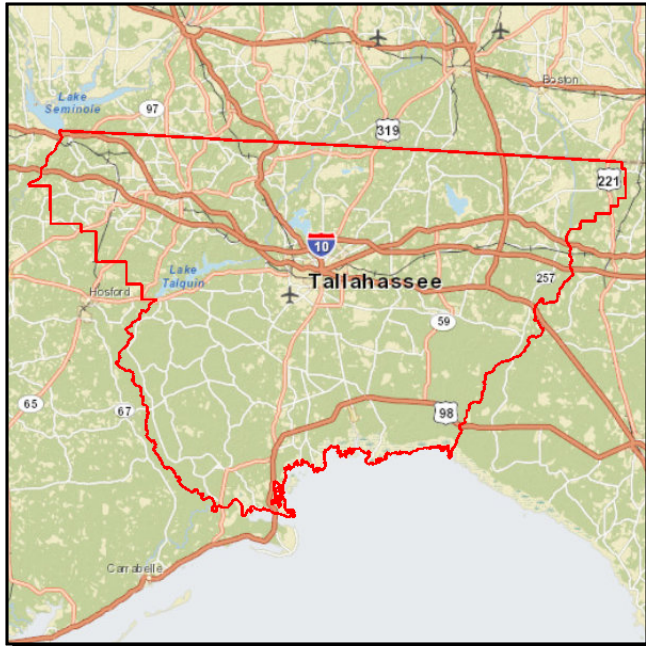 Lake
Seminole
97
319
Boston
221
10
Lake
Talquin
Tallahassee
257
Hosford
59
65
67
98
Carrabelle